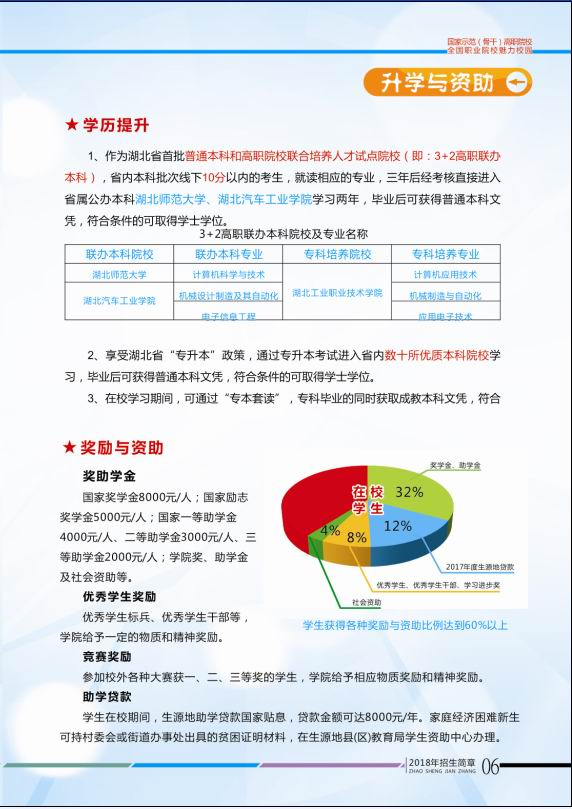 国家示范（骨干）高职院校
全国职业院校魅力校园
升学与资助
★ 学历提升
1、作为湖北省首批普通本科和高职院校联合培养人才试点院校（即：3+2高职联办
本科），省内本科批次线下10分以内的考生，就读相应的专业，三年后经考核直接进入
省属公办本科湖北师范大学、湖北汽车工业学院学习两年，毕业后可获得普通本科文
凭，符合条件的可取得学士学位。
3+2高职联办本科院校及专业名称
联办本科院校 联办本科专业 专科培养院校 专科培养专业
湖北师范大学 计算机科学与技术 湖北工业职业技术学院 计算机应用技术
湖北汽车工业学院 机械设计制造及其自动化 机械制造与自动化
电子信息工程 应用电子技术
2、享受湖北省“专升本”政策，通过专升本考试进入省内数十所优质本科院校学
习，毕业后可获得普通本科文凭，符合条件的可取得学士学位。
3、在校学习期间，可通过“专本套读”，专科毕业的同时获取成教本科文凭，符合
★ 奖励与资助
奖助学金
国家奖学金8000元/人；国家励志
奖学金5000元/人；国家一等助学金
4000元/人、二等助学金3000元/人、三
等助学金2000元/人；学院奖、助学金
及社会资助等。
优秀学生奖励
优秀学生标兵、优秀学生干部等，
学院给予一定的物质和精神奖励。
奖学金、助学金
在校
学生
32%
12%
8%
4%
2017年度生源地贷款
优秀学生、优秀学生干部、学习进步奖
社会资助
学生获得各种奖励与资助比例达到60%以上
竞赛奖励
参加校外各种大赛获一、二、三等奖的学生，学院给予相应物质奖励和精神奖励。
助学贷款
学生在校期间，生源地助学贷款国家贴息，贷款金额可达8000元/年。家庭经济困难新生
可持村委会或街道办事处出具的贫困证明材料，在生源地县(区)教育局学生资助中心办理。
2018年招生简章
ZHAO SHENG JIAN ZHANG
06